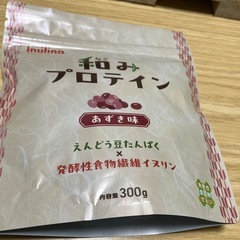 Inulina
和み
プロテイン
あずき味
えんどう豆たんぱく
×
発酵性食物繊維イヌリン
内容量300g